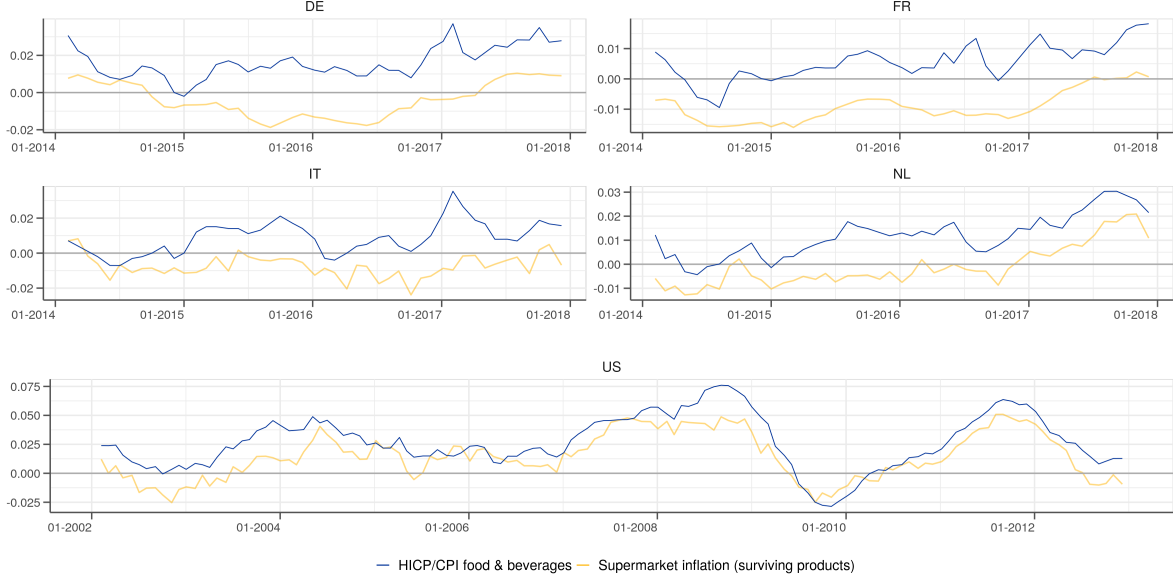 DE
0.02
0.00
-0.02
01-2014 01-2015 01-2016 01-2017 01-2018
FR
0.01
0.00
-0.01
01-2014 01-2015 01-2016 01-2017 01-2018
IT
0.02
0.00
-0.02
01-2014 01-2015 01-2016 01-2017 01-2018
NL
0.03
0.02
0.01
0.00
-0.01
01-2014 01-2015 01-2016 01-2017 01-2018
US
0.075
0.050
0.025
0.000
-0.025
01-2002 01-2004 01-2006 01-2008 01-2010 01-2012
HICP/CPI food & beverages Supermarket inflation (surviving products)